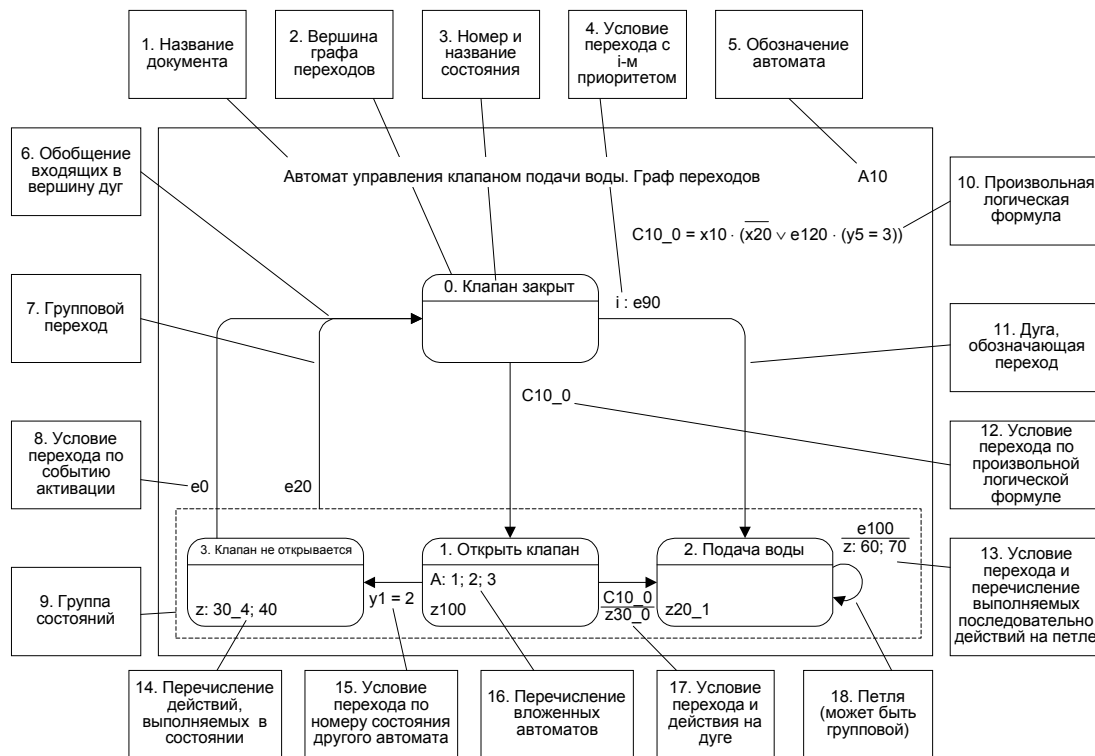 1. Название
документа
2. Вершина
графа
переходов
3. Номер и
название
состояния
4. Условие
перехода с
i-м
приоритетом
5. Обозначение
автомата
6. Обобщение
входящих в
вершину дуг
Автомат управления клапаном подачи воды. Граф переходов
A10
10. Произвольная
логическая
формула
C10_0 = x10 · (x̅2̅0̅ ∨ e120 · (y5 = 3))
7. Групповой
переход
0. Клапан закрыт
i : e90
11. Дуга,
обозначающая
переход
C10_0
8. Условие
перехода по
событию
активации
e0
e20
12. Условие
перехода по
произвольной
логической
формуле
9. Группа
состояний
3. Клапан не открывается
z: 30_4; 40
y1 = 2
1. Открыть клапан
A: 1; 2; 3
z100
C10_0
z30_0
2. Подача воды
z20_1
e100
z: 60; 70
13. Условие
перехода и
перечисление
выполняемых
последовательно
действий на петле
14. Перечисление
действий,
выполняемых в
состоянии
15. Условие
перехода по
номеру состояния
другого автомата
16. Перечисление
вложенных
автоматов
17. Условие
перехода и
действия на
дуге
18. Петля
(может быть
групповой)